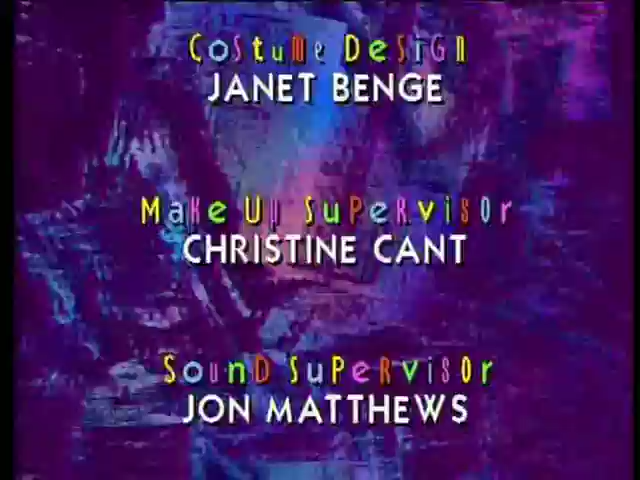 CoStuMe DeSiGn
JANET BENGE
MaKe Up SuPeRviSOr
CHRISTINE CANT
SounD SuPeRviSOr
JON MATTHEWS